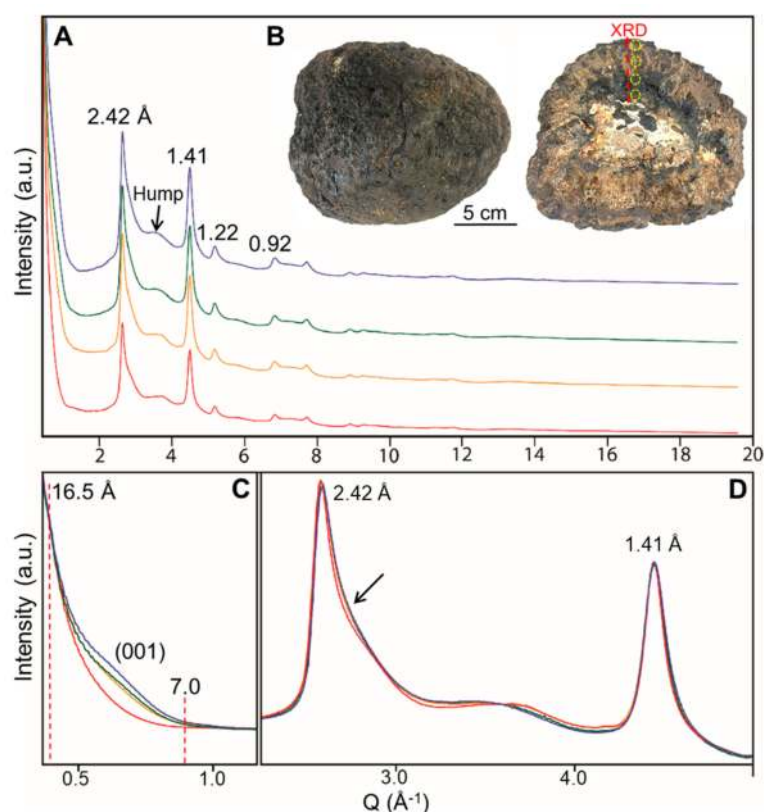 A
B
XRD
2.42 Å
1.41
Hump
1.22
0.92
5 cm
Intensity (a.u.)
2 4 6 8 10 12 14 16 18 20
16.5 Å
C
(001)
7.0
Intensity (a.u.)
0.5 1.0
2.42 Å
D
1.41 Å
3.0 4.0
Q (Å⁻¹)